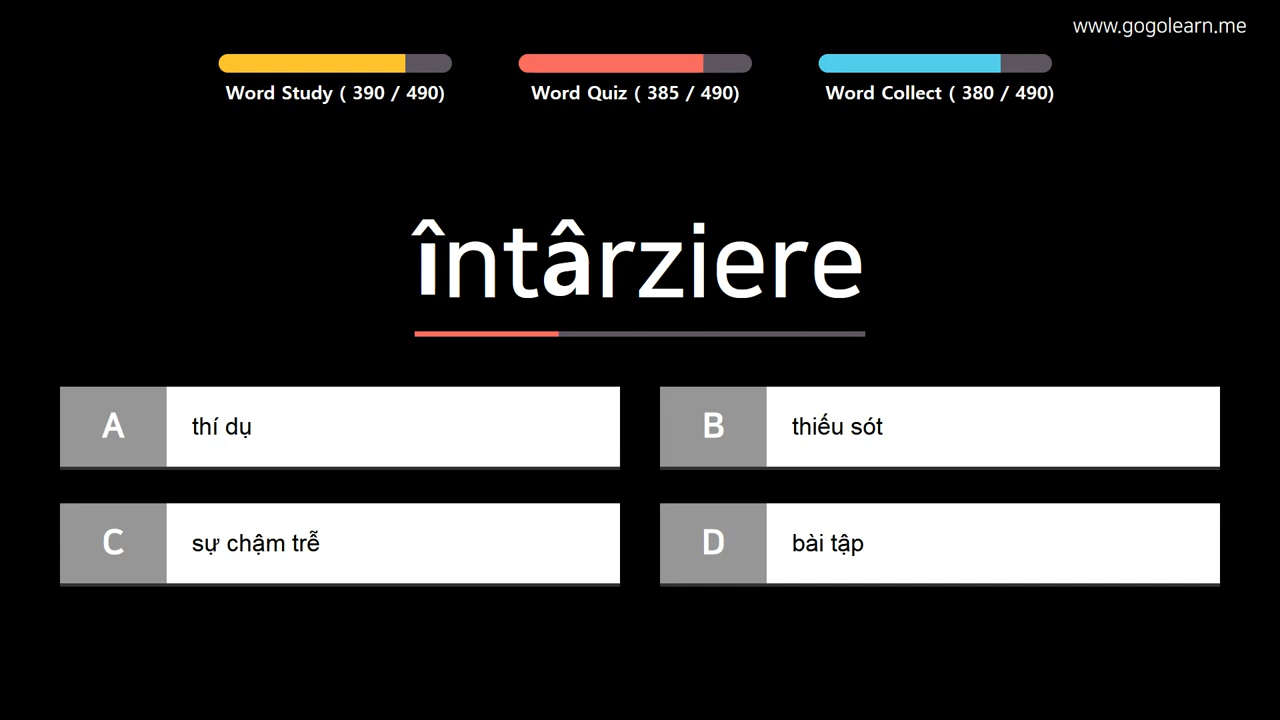 www.gogolearn.me
Word Study ( 390 / 490)
Word Quiz ( 385 / 490)
Word Collect ( 380 / 490)
întârziere
A
thí dụ
B
thiếu sót
C
sự chậm trễ
D
bài tập